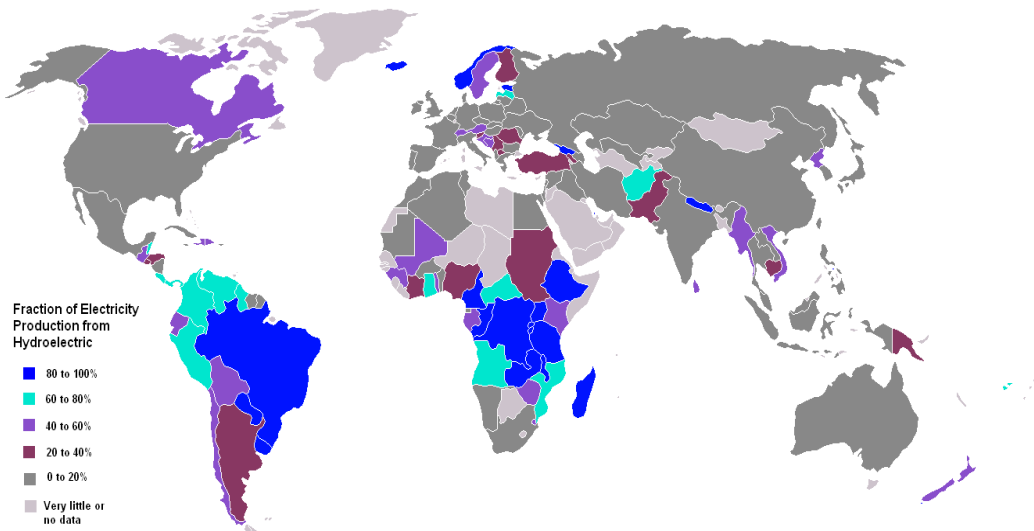 Fraction of Electricity
Production from
Hydroelectric
80 to 100%
60 to 80%
40 to 60%
20 to 40%
0 to 20%
Very little or
no data